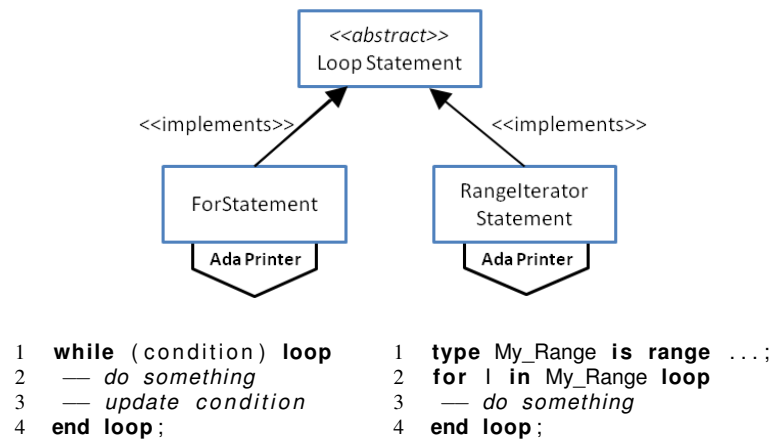 <<abstract>>
Loop Statement
<<implements>> <<implements>>
ForStatement
RangeIterator
Statement
Ada Printer Ada Printer
1 while (condition) loop
2 —— do something
3 —— update condition
4 end loop;
1 type My_Range is range ...;
2 for I in My_Range loop
3 —— do something
4 end loop;